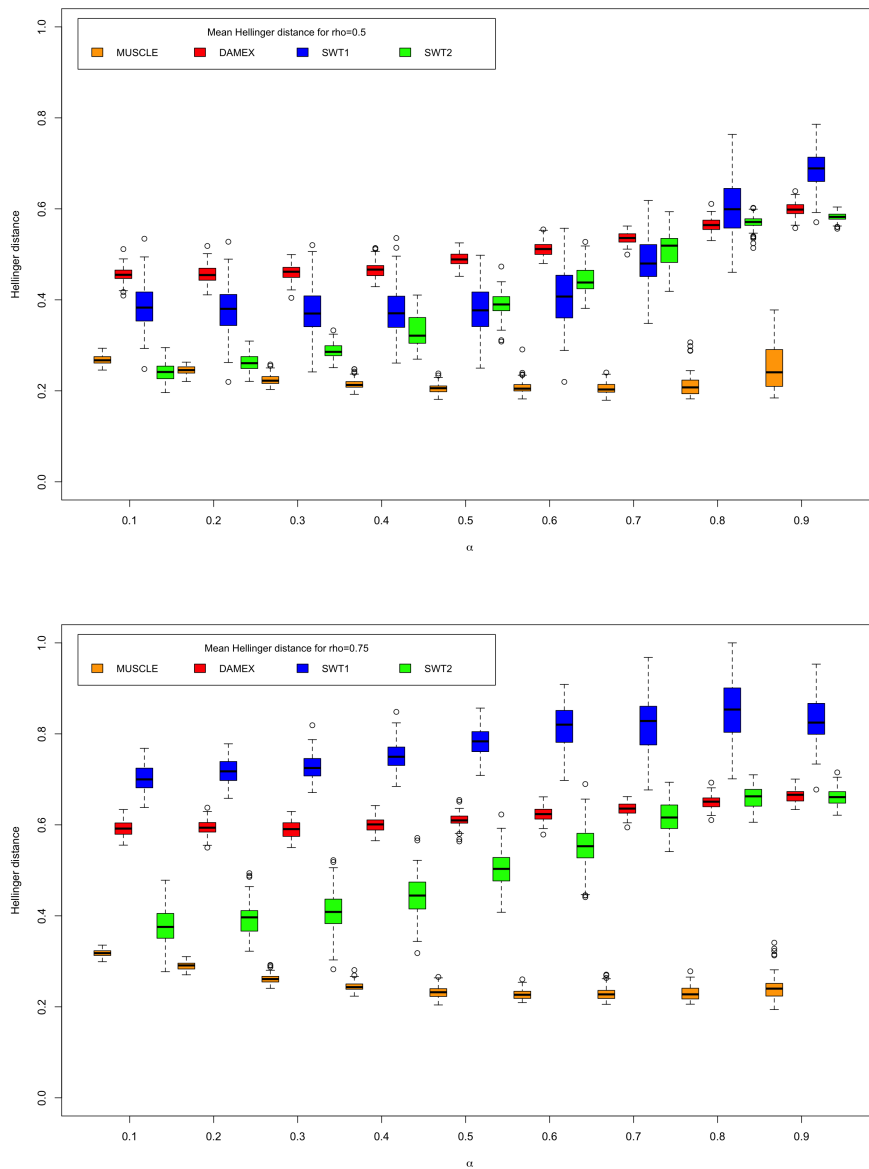 Mean Hellinger distance for rho=0.5
MUSCLE DAMEX SWT1 SWT2
Hellinger distance
1.0
0.8
0.6
0.4
0.2
0.0
0.1 0.2 0.3 0.4 0.5 0.6 0.7 0.8 0.9
α
Mean Hellinger distance for rho=0.75
MUSCLE DAMEX SWT1 SWT2
Hellinger distance
1.0
0.8
0.6
0.4
0.2
0.0
0.1 0.2 0.3 0.4 0.5 0.6 0.7 0.8 0.9
α